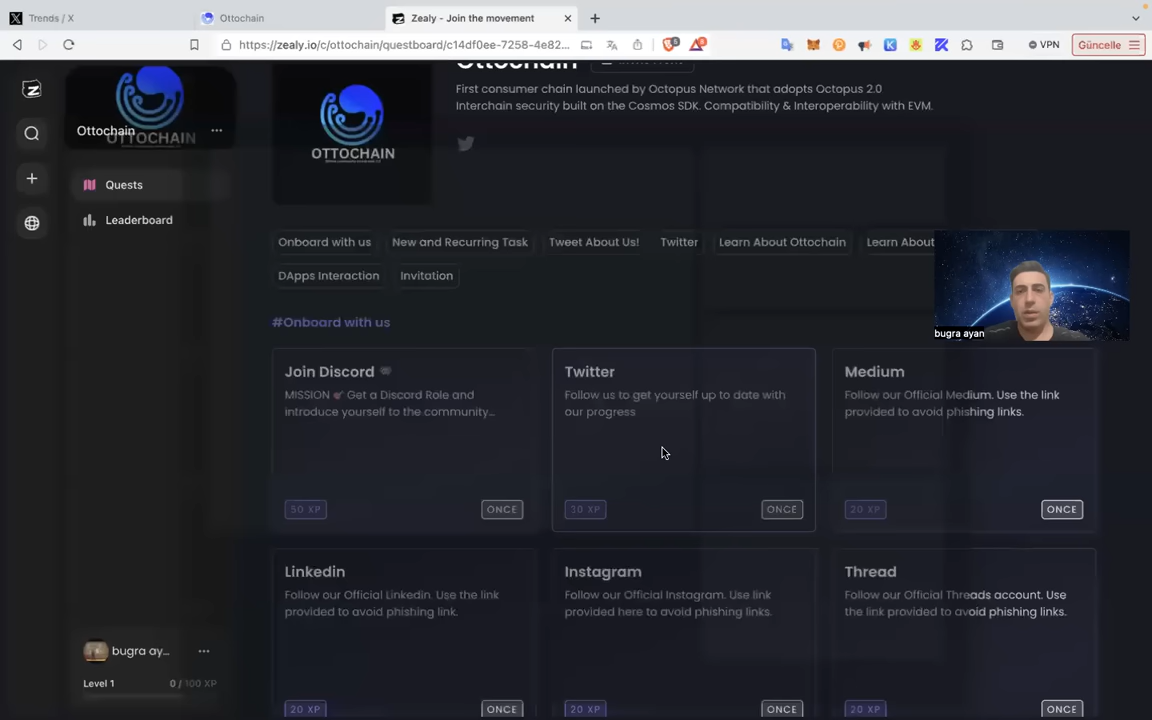 Trends / X
Ottochain
Zealy - Join the movement
https://zealy.io/c/ottochain/questboard/c14df0ee-7258-4e82...
VPN
Güncelle
Ottochain
OTTOCHAIN
Quests
Leaderboard
OTTOCHAIN
Ottochain
First consumer chain launched by Octopus Network that adopts Octopus 2.0
Interchain security built on the Cosmos SDK. Compatibility & Interoperability with EVM.
Onboard with us
New and Recurring Task
Tweet About Us!
Twitter
Learn About Ottochain
Learn About
DApps Interaction
Invitation
bugra ayan
#Onboard with us
Join Discord
MISSION Get a Discord Role and
introduce yourself to the community...
50 XP
ONCE
Twitter
Follow us to get yourself up to date with
our progress
30 XP
ONCE
Medium
Follow our Official Medium. Use the link
provided to avoid phishing links.
20 XP
ONCE
Linkedin
Follow our Official Linkedin. Use the link
provided to avoid phishing link.
20 XP
ONCE
Instagram
Follow our Official Instagram. Use link
provided here to avoid phishing links.
20 XP
ONCE
Thread
Follow our Official Threads account. Use
the link provided to avoid phishing links.
20 XP
ONCE
bugra ay...
Level 1
0 / 100 XP